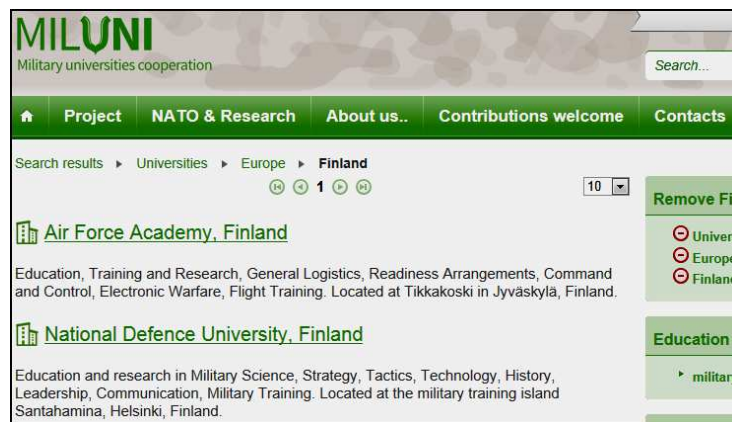 MILUNI
Military universities cooperation
Search...
Project NATO & Research About us.. Contributions welcome Contacts
Search results Universities Europe Finland
1
10
Air Force Academy, Finland
Education, Training and Research, General Logistics, Readiness Arrangements, Command
and Control, Electronic Warfare, Flight Training. Located at Tikkakoski in Jyväskylä, Finland.
National Defence University, Finland
Education and research in Military Science, Strategy, Tactics, Technology, History,
Leadership, Communication, Military Training. Located at the military training island
Santahamina, Helsinki, Finland.
Remove
Europe
Education